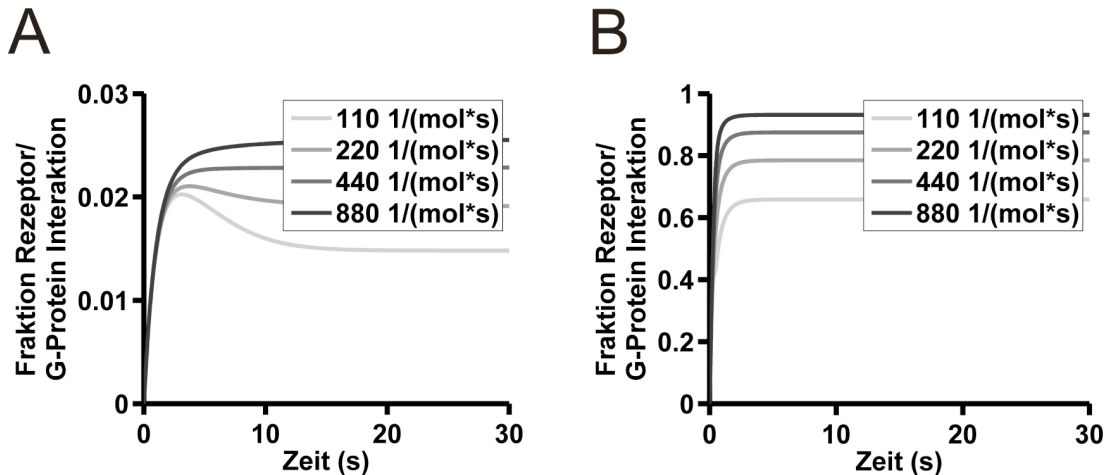 A
B
Fraktion Rezeptor/
G-Protein Interaktion
0.03
0.02
0.01
0
0
10
20
30
Zeit (s)
110 1/(mol*s)
220 1/(mol*s)
440 1/(mol*s)
880 1/(mol*s)
Fraktion Rezeptor/
G-Protein Interaktion
1
0.8
0.6
0.4
0.2
0
0
10
20
30
Zeit (s)
110 1/(mol*s)
220 1/(mol*s)
440 1/(mol*s)
880 1/(mol*s)